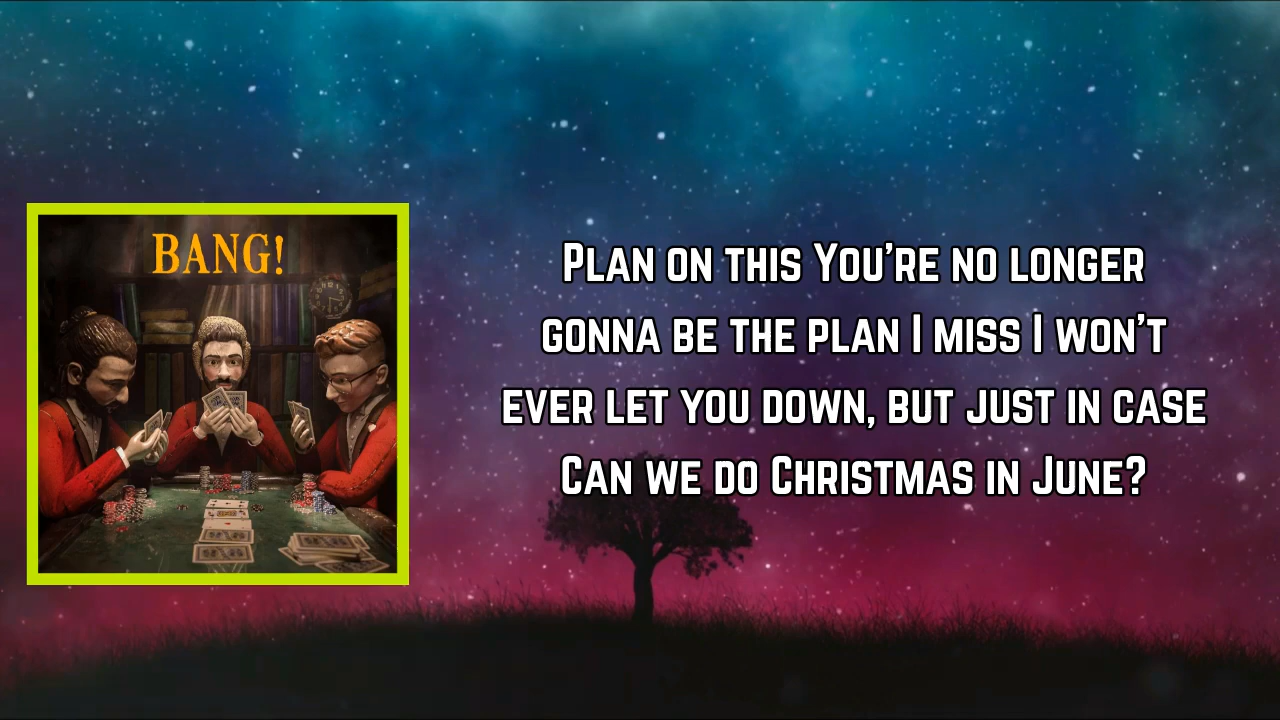 BANG!
Plan on this You're no longer
gonna be the plan I miss I won't
ever let you down, but just in case
Can we do Christmas in June?